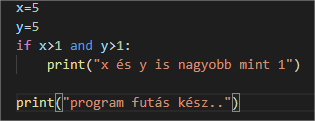 x=5
y=5
if x>1 and y>1:
    print("x és y is nagyobb mint 1")
print("program futás kész..")